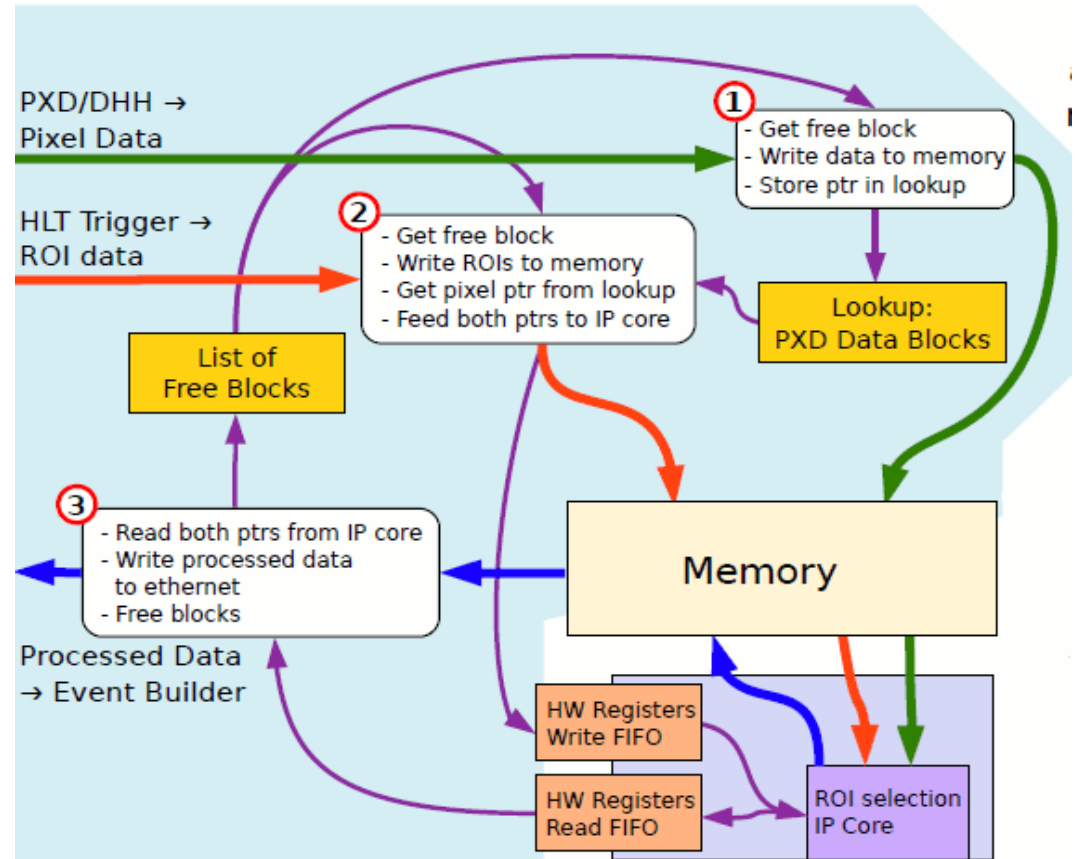 PXD/DHH →
Pixel Data
1
- Get free block
- Write data to memory
- Store ptr in lookup
HLT Trigger →
ROI data
2
- Get free block
- Write ROIs to memory
- Get pixel ptr from lookup
- Feed both ptrs to IP core
Lookup:
PXD Data Blocks
List of
Free Blocks
3
- Read both ptrs from IP core
- Write processed data
to ethernet
- Free blocks
Memory
Processed Data
→ Event Builder
HW Registers
Write FIFO
HW Registers
Read FIFO
ROI selection
IP Core